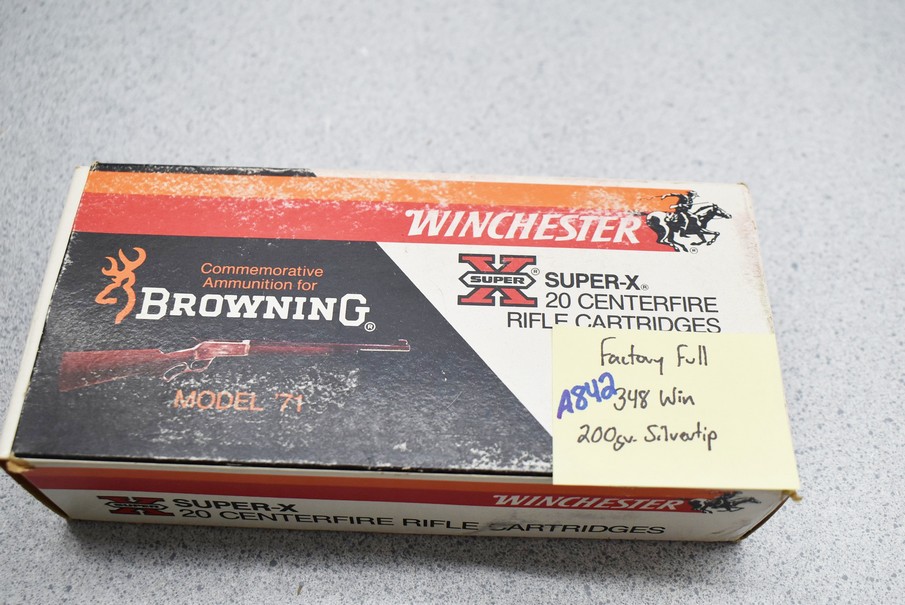 WINCHESTER
®
Commemorative
Ammunition for
BROWNING®
MODEL '71
X SUPER ® SUPER-X®
20 CENTERFIRE
RIFLE CARTRIDGES
Factory Full
A842 348 Win
200gr. Silvertip
WINCHESTER
SUPER-X
20 CENTERFIRE RIFLE CARTRIDGES